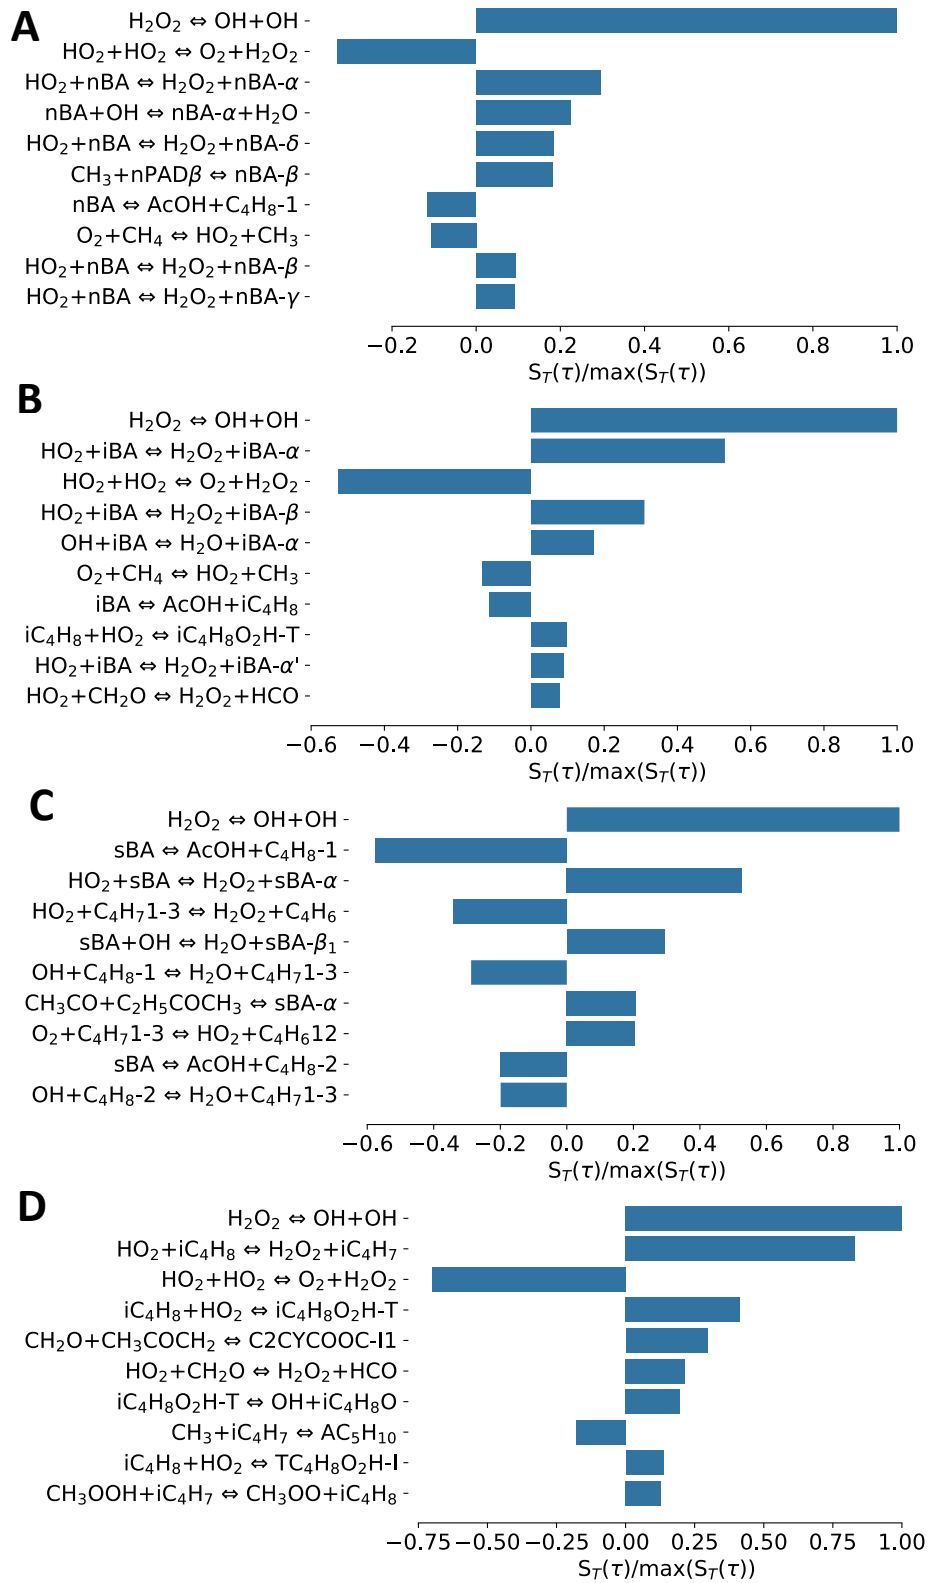 A
H₂O₂ ⇔ OH+OH
HO₂+HO₂ ⇔ O₂+H₂O₂
HO₂+nBA ⇔ H₂O₂+nBA-α
nBA+OH ⇔ nBA-α+H₂O
HO₂+nBA ⇔ H₂O₂+nBA-δ
CH₃+nPADβ ⇔ nBA-β
nBA ⇔ AcOH+C₄H₈-1
O₂+CH₄ ⇔ HO₂+CH₃
HO₂+nBA ⇔ H₂O₂+nBA-β
HO₂+nBA ⇔ H₂O₂+nBA-γ
−0.2 0.0 0.2 0.4 0.6 0.8 1.0
S_T(τ)/max(S_T(τ))
B
H₂O₂ ⇔ OH+OH
HO₂+iBA ⇔ H₂O₂+iBA-α
HO₂+HO₂ ⇔ O₂+H₂O₂
HO₂+iBA ⇔ H₂O₂+iBA-β
OH+iBA ⇔ H₂O+iBA-α
O₂+CH₄ ⇔ HO₂+CH₃
iBA ⇔ AcOH+iC₄H₈
iC₄H₈+HO₂ ⇔ iC₄H₈O₂H-T
HO₂+iBA ⇔ H₂O₂+iBA-α'
HO₂+CH₂O ⇔ H₂O₂+HCO
−0.6 −0.4 −0.2 0.0 0.2 0.4 0.6 0.8 1.0
S_T(τ)/max(S_T(τ))
C
H₂O₂ ⇔ OH+OH
sBA ⇔ AcOH+C₄H₈-1
HO₂+sBA ⇔ H₂O₂+sBA-α
HO₂+C₄H₇1-3 ⇔ H₂O₂+C₄H₆
sBA+OH ⇔ H₂O+sBA-β₁
OH+C₄H₈-1 ⇔ H₂O+C₄H₇1-3
CH₃CO+C₂H₅COCH₃ ⇔ sBA-α
O₂+C₄H₇1-3 ⇔ HO₂+C₄H₆12
sBA ⇔ AcOH+C₄H₈-2
OH+C₄H₈-2 ⇔ H₂O+C₄H₇1-3
−0.6 −0.4 −0.2 0.0 0.2 0.4 0.6 0.8 1.0
S_T(τ)/max(S_T(τ))
D
H₂O₂ ⇔ OH+OH
HO₂+iC₄H₈ ⇔ H₂O₂+iC₄H₇
HO₂+HO₂ ⇔ O₂+H₂O₂
iC₄H₈+HO₂ ⇔ iC₄H₈O₂H-T
CH₂O+CH₃COCH₂ ⇔ C2CYCOOC-I1
HO₂+CH₂O ⇔ H₂O₂+HCO
iC₄H₈O₂H-T ⇔ OH+iC₄H₈O
CH₃+iC₄H₇ ⇔ AC₅H₁₀
iC₄H₈+HO₂ ⇔ TC₄H₈O₂H-I
CH₃OOH+iC₄H₇ ⇔ CH₃OO+iC₄H₈
−0.75 −0.50 −0.25 0.00 0.25 0.50 0.75 1.00
S_T(τ)/max(S_T(τ))